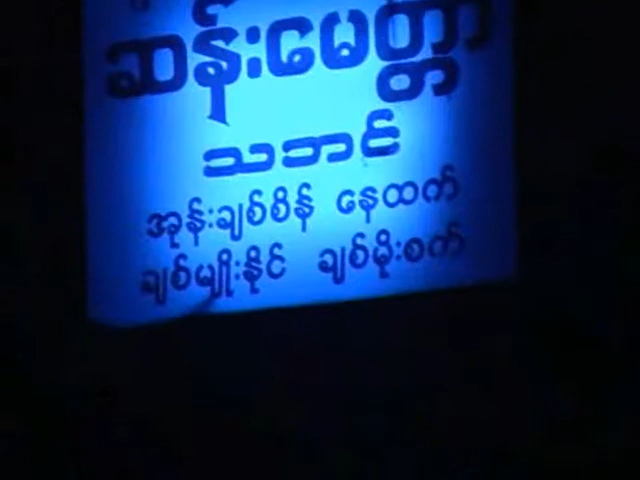 ဆန်းမေတ္တာ
သဘင်
အုန်းချစ်စိန် နေထက်
ချစ်မျိုးနိုင် ချစ်မိုးစက်